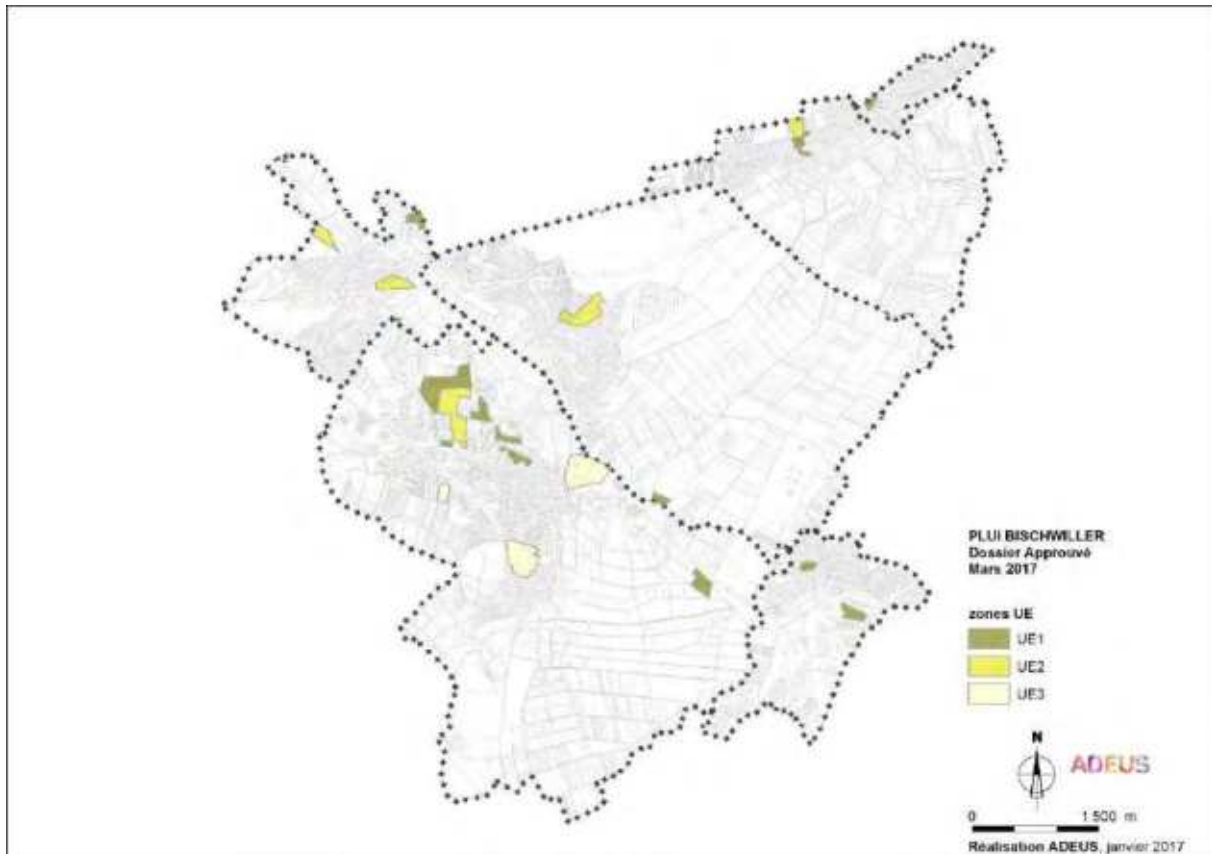 PLUi BISCHWILLER
Dossier Approuvé
Mars 2017
zones UE
UE1
UE2
UE3
N
ADEUS
0 1 500 m
Réalisation ADEUS, janvier 2017